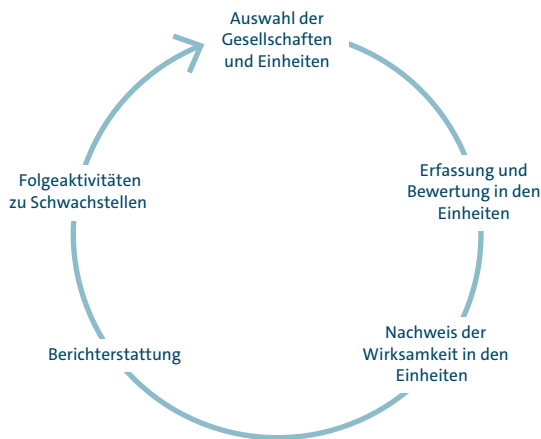 Auswahl der
Gesellschaften
und Einheiten
Erfassung und
Bewertung in den
Einheiten
Nachweis der
Wirksamkeit in den
Einheiten
Berichterstattung
Folgeaktivitäten
zu Schwachstellen